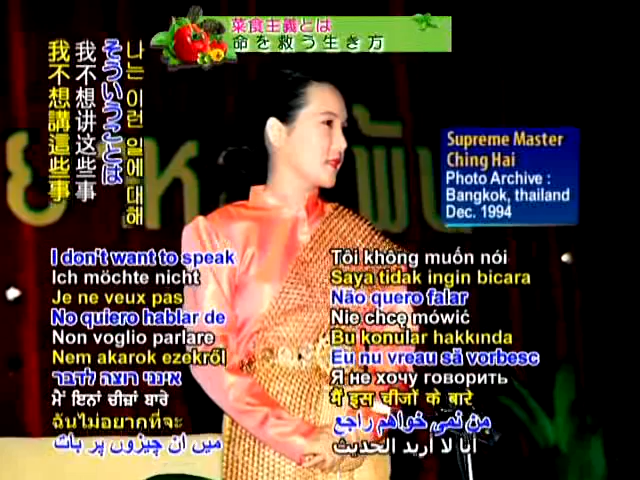 菜食主義とは
命を救う生き方
나는 이런 일에 대해
そういうことは
我不想讲这些事
我不想講這些事
Supreme Master
Ching Hai
Photo Archive :
Bangkok, thailand
Dec. 1994
I don't want to speak
Ich möchte nicht
Je ne veux pas
No quiero hablar de
Non voglio parlare
Nem akarok ezekről
אינני רוצה לדבר
ਮੈਂ ਇਨਾਂ ਚੀਜ਼ਾਂ ਬਾਰੇ
ฉันไม่อยากที่จะ
میں ان چیزوں پر بات
Tôi không muốn nói
Saya tidak ingin bicara
Não quero falar
Nie chcę mówić
Bu konular hakkında
Eu nu vreau să vorbesc
Я не хочу говорить
मैं इस चीजों के बारे
من نمی خواهم راجع
أنا لا أريد الحديث